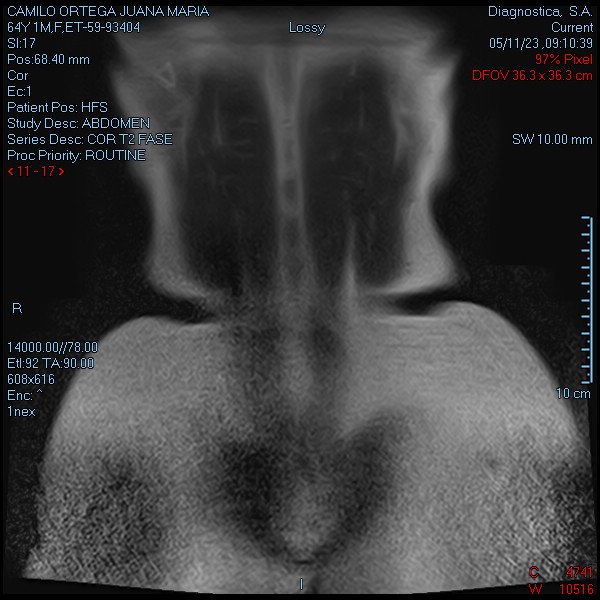 CAMILO ORTEGA JUANA MARIA
64Y 1M,F,ET-59-93404
Sl:17
Pos:68.40 mm
Cor
Ec:1
Patient Pos: HFS
Study Desc: ABDOMEN
Series Desc: COR T2 FASE
Proc Priority: ROUTINE
< 11 - 17 >
Lossy
Diagnostica, S.A.
Current
05/11/23 ,09:10:39
97% Pixel
DFOV 36.3 x 36.3 cm
SW 10.00 mm
R
14000.00//78.00
Etl:92 TA:90.00
608x616
Enc: ^
1nex
10 cm
I
C 4741
W 10516